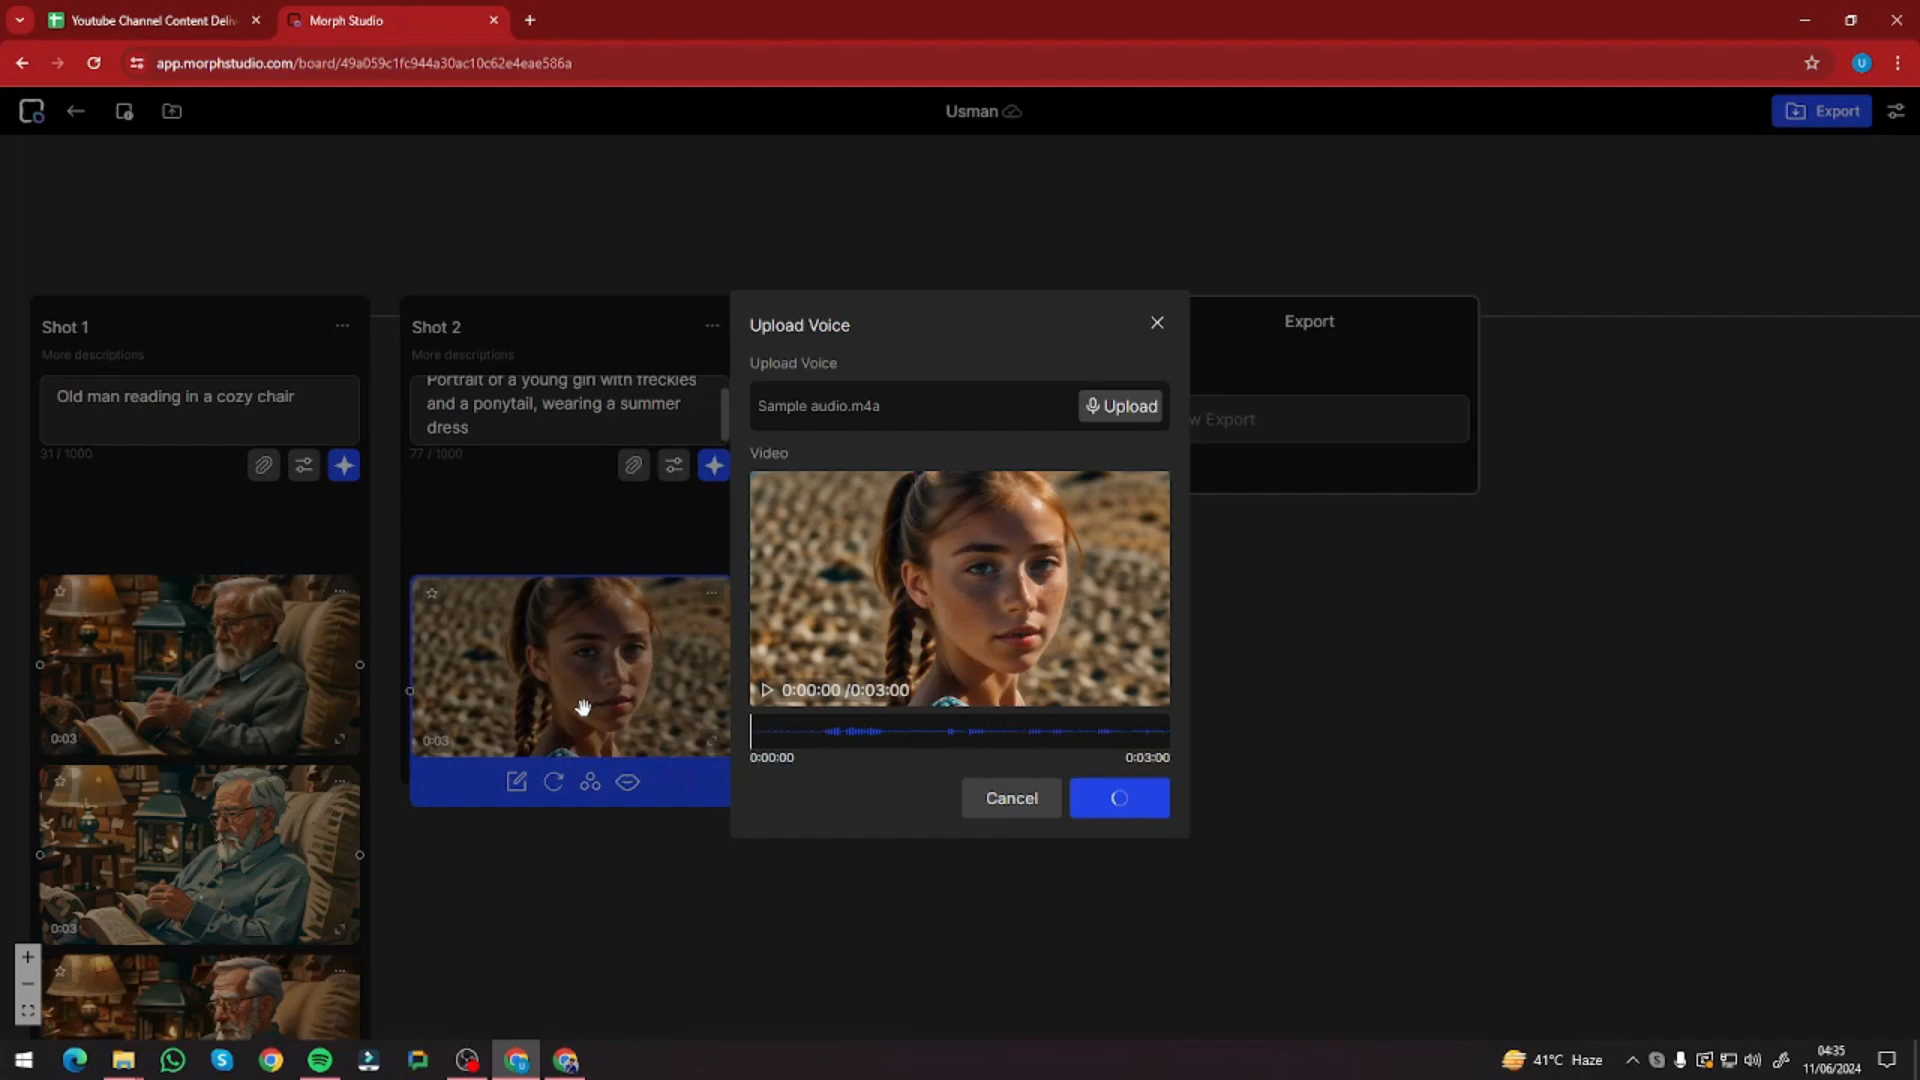 Youtube Channel Content Deliv
Morph Studio
app.morphstudio.com/board/49a059c1fc944a30ac10c62e4eae586a
U
Usman
Export
Shot 1
More descriptions
Old man reading in a cozy chair
31 / 1000
0:03
0:03
Shot 2
More descriptions
Portrait of a young girl with freckles
and a ponytail, wearing a summer
dress
77 / 1000
0:03
Upload Voice
Upload Voice
Sample audio.m4a
Upload
Video
0:00:00 /0:03:00
0:00:00
0:03:00
Cancel
Export
w Export
41°C Haze
04:35
11/06/2024